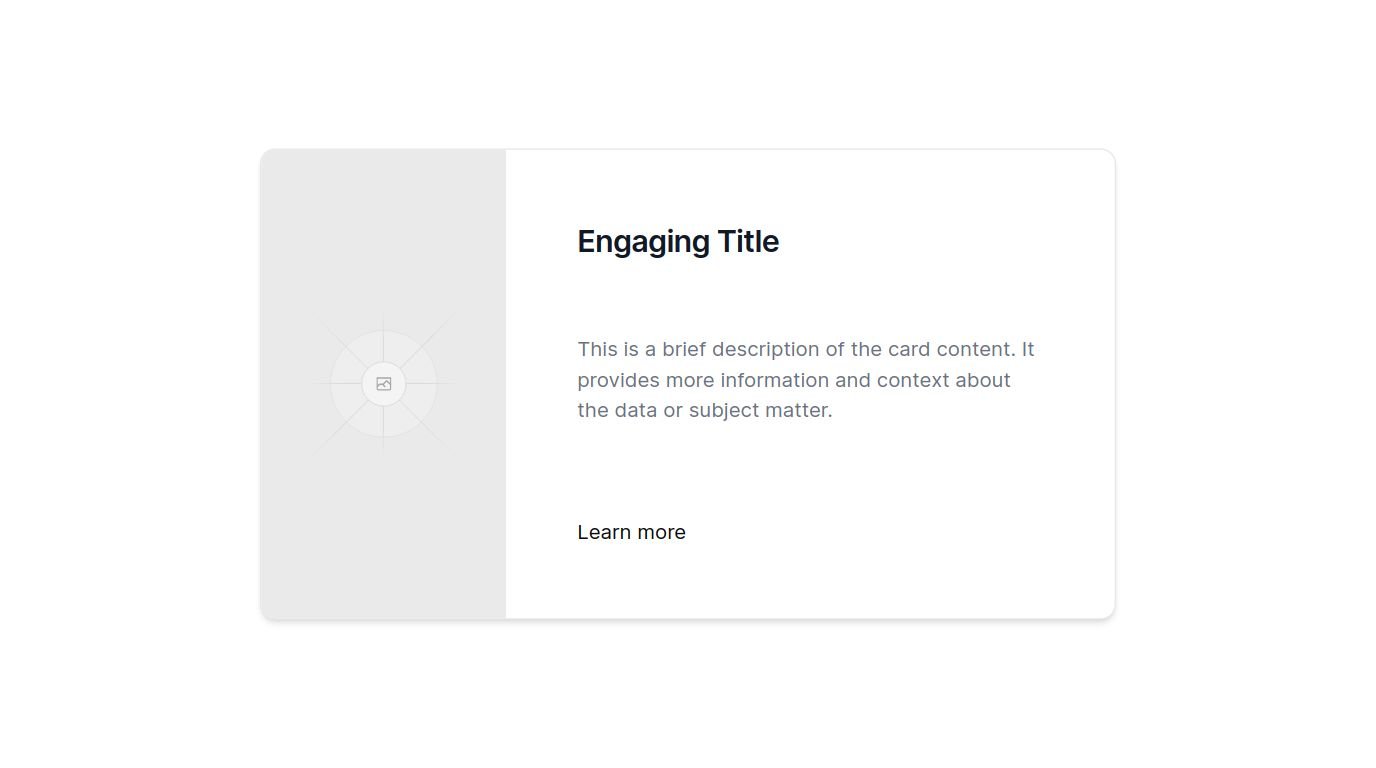 Engaging Title
This is a brief description of the card content. It
provides more information and context about
the data or subject matter.
Learn more